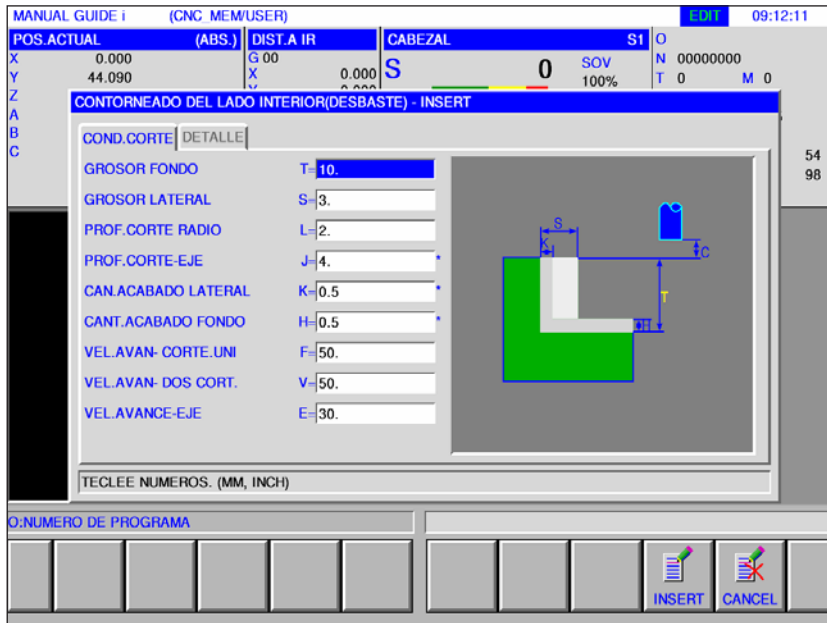 MANUAL GUIDE i (CNC_MEM/USER) EDIT 09:12:11
POS.ACTUAL (ABS.) DIST.A IR CABEZAL S1 O
X 0.000 G 00 S 0 SOV N 00000000
Y 44.090 X 0.000 100% T 0 M 0
Z
A
B
C
54
98
CONTORNEADO DEL LADO INTERIOR(DESBASTE) - INSERT
COND.CORTE DETALLE
GROSOR FONDO T= 10.
GROSOR LATERAL S= 3.
PROF.CORTE RADIO L= 2.
PROF.CORTE-EJE J= 4. *
CAN.ACABADO LATERAL K= 0.5 *
CANT.ACABADO FONDO H= 0.5 *
VEL.AVAN- CORTE.UNI F= 50.
VEL.AVAN- DOS CORT. V= 50.
VEL.AVANCE-EJE E= 30.
S
K
C
T
H
TECLEE NUMEROS. (MM, INCH)
O:NUMERO DE PROGRAMA
INSERT CANCEL